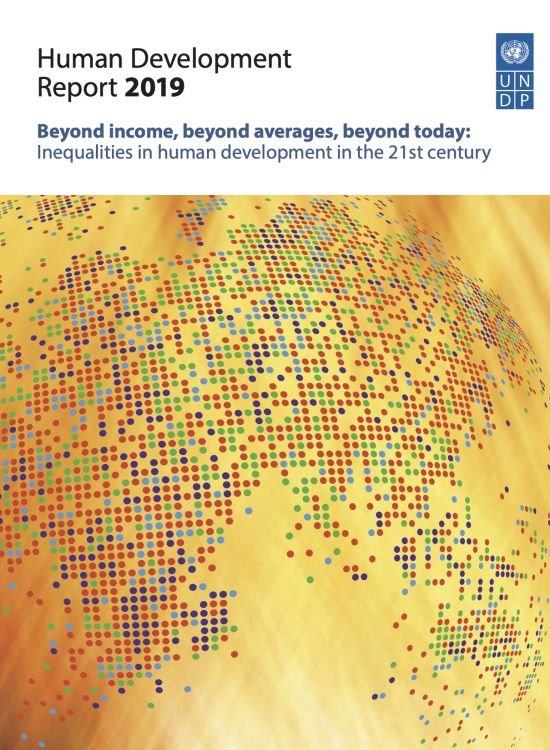 Human Development
Report 2019
U N
D P
Beyond income, beyond averages, beyond today:
Inequalities in human development in the 21st century